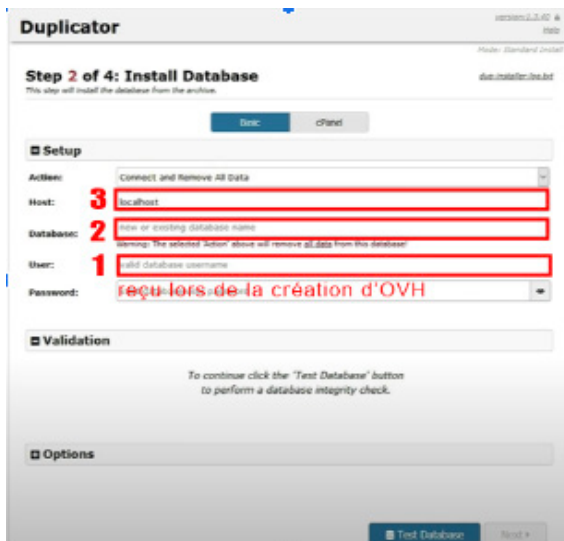 Duplicator
version:1.3.40
Help
Mode: Standard Install
Step 2 of 4: Install Database
dup-installer-log.txt
This step will install the database from the archive.
Basic
cPanel
Setup
Action:
Connect and Remove All Data
Host:
3
localhost
Database:
2
new or existing database name
Warning: The selected 'Action' above will remove all data from this database!
User:
1
valid database username
Password:
reçu lors de la création d'OVH
Validation
To continue click the 'Test Database' button
to perform a database integrity check.
Options
Test Database
Next